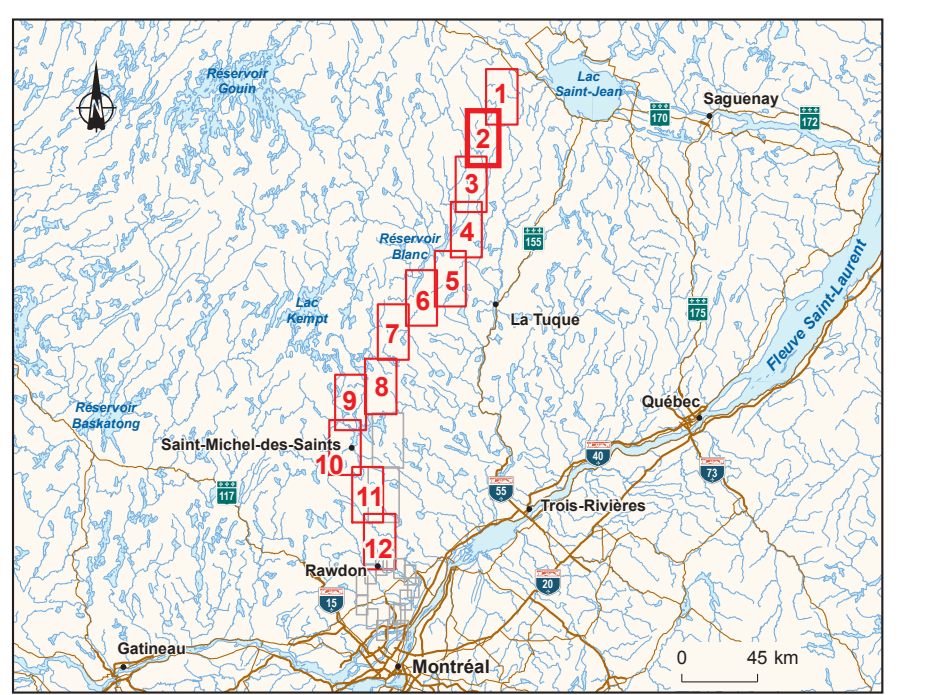 Réservoir
Gouin
N
Lac
Saint-Jean
1
Saguenay
170
172
2
3
4
155
Réservoir
Blanc
5
6
Lac
Kempt
7
La Tuque
175
Fleuve Saint-Laurent
8
9
Réservoir
Baskatong
Québec
Saint-Michel-des-Saints
10
40
73
117
11
55
Trois-Rivières
12
Rawdon
15
20
Gatineau
Montréal
0 45 km